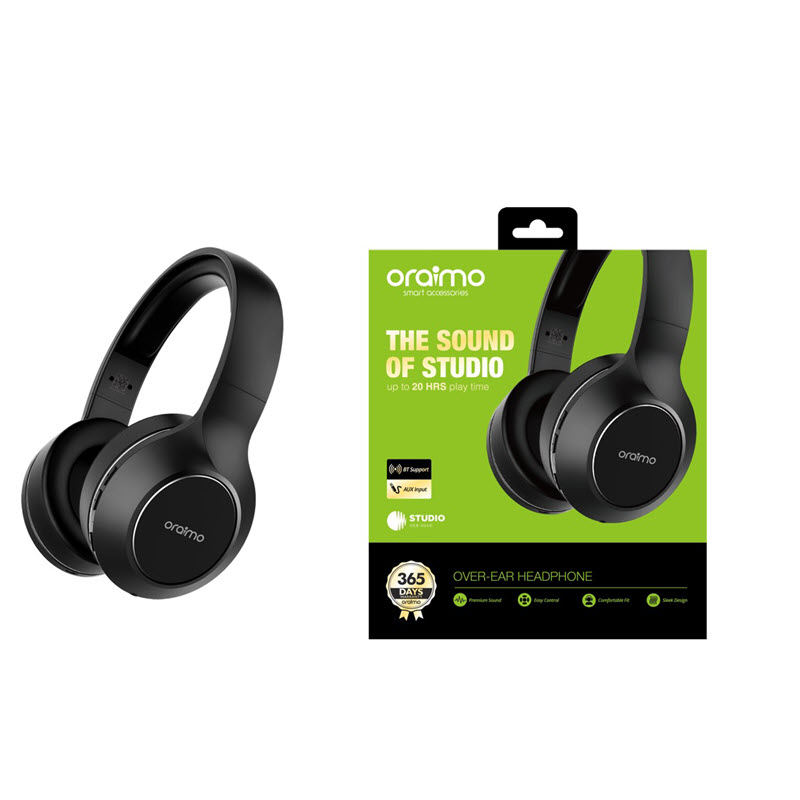 oraimo
oraimo
smart accessories
THE SOUND
OF STUDIO
up to 20 HRS play time
oraimo
BT Support
AUX Input
STUDIO
365
DAYS
WARRANTY
oraimo
OVER-EAR HEADPHONE
Premium Sound
Easy Control
Comfortable Fit
Sleek Design